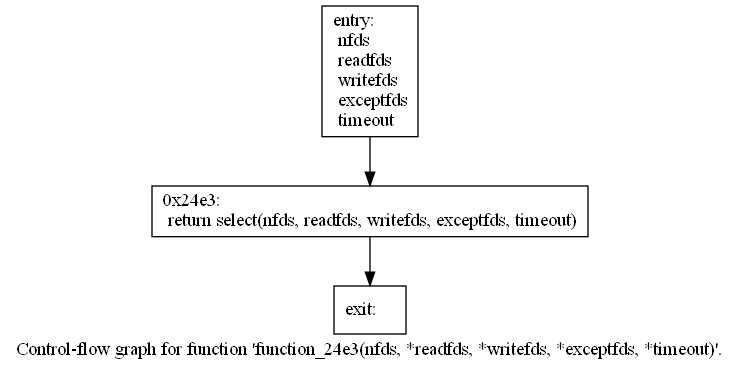 entry:
nfds
readfds
writefds
exceptfds
timeout
0x24e3:
return select(nfds, readfds, writefds, exceptfds, timeout)
exit:
Control-flow graph for function 'function_24e3(nfds, *readfds, *writefds, *exceptfds, *timeout)'.